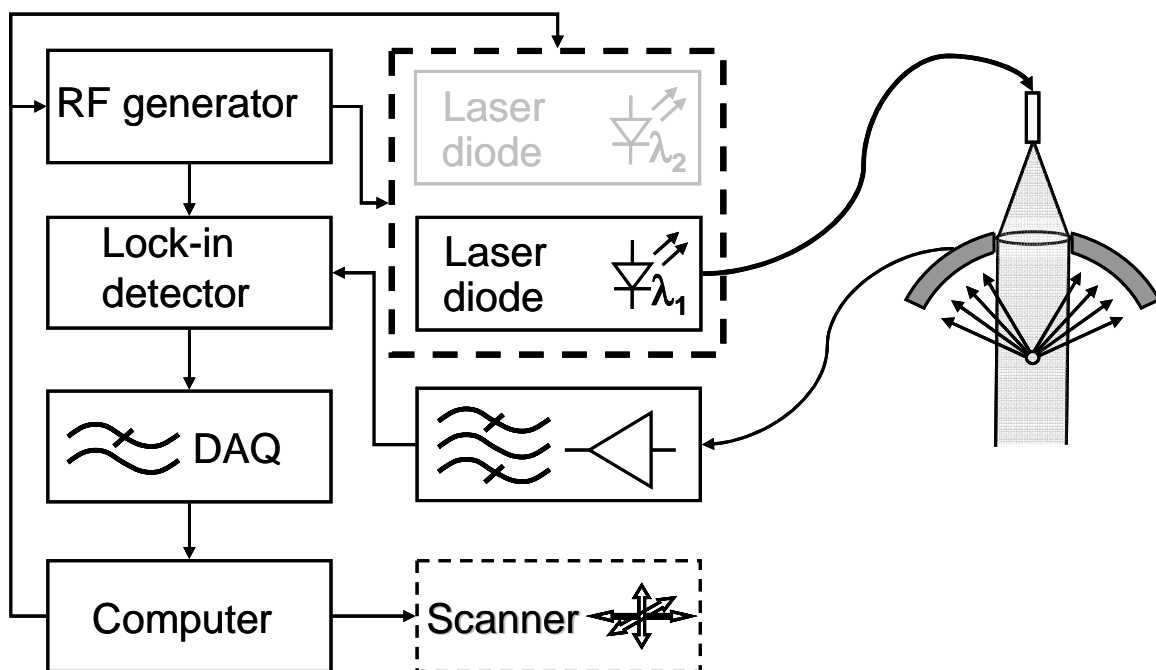 RF generator
Laser
diode
λ2
Lock-in
detector
Laser
diode
λ1
DAQ
Computer
Scanner